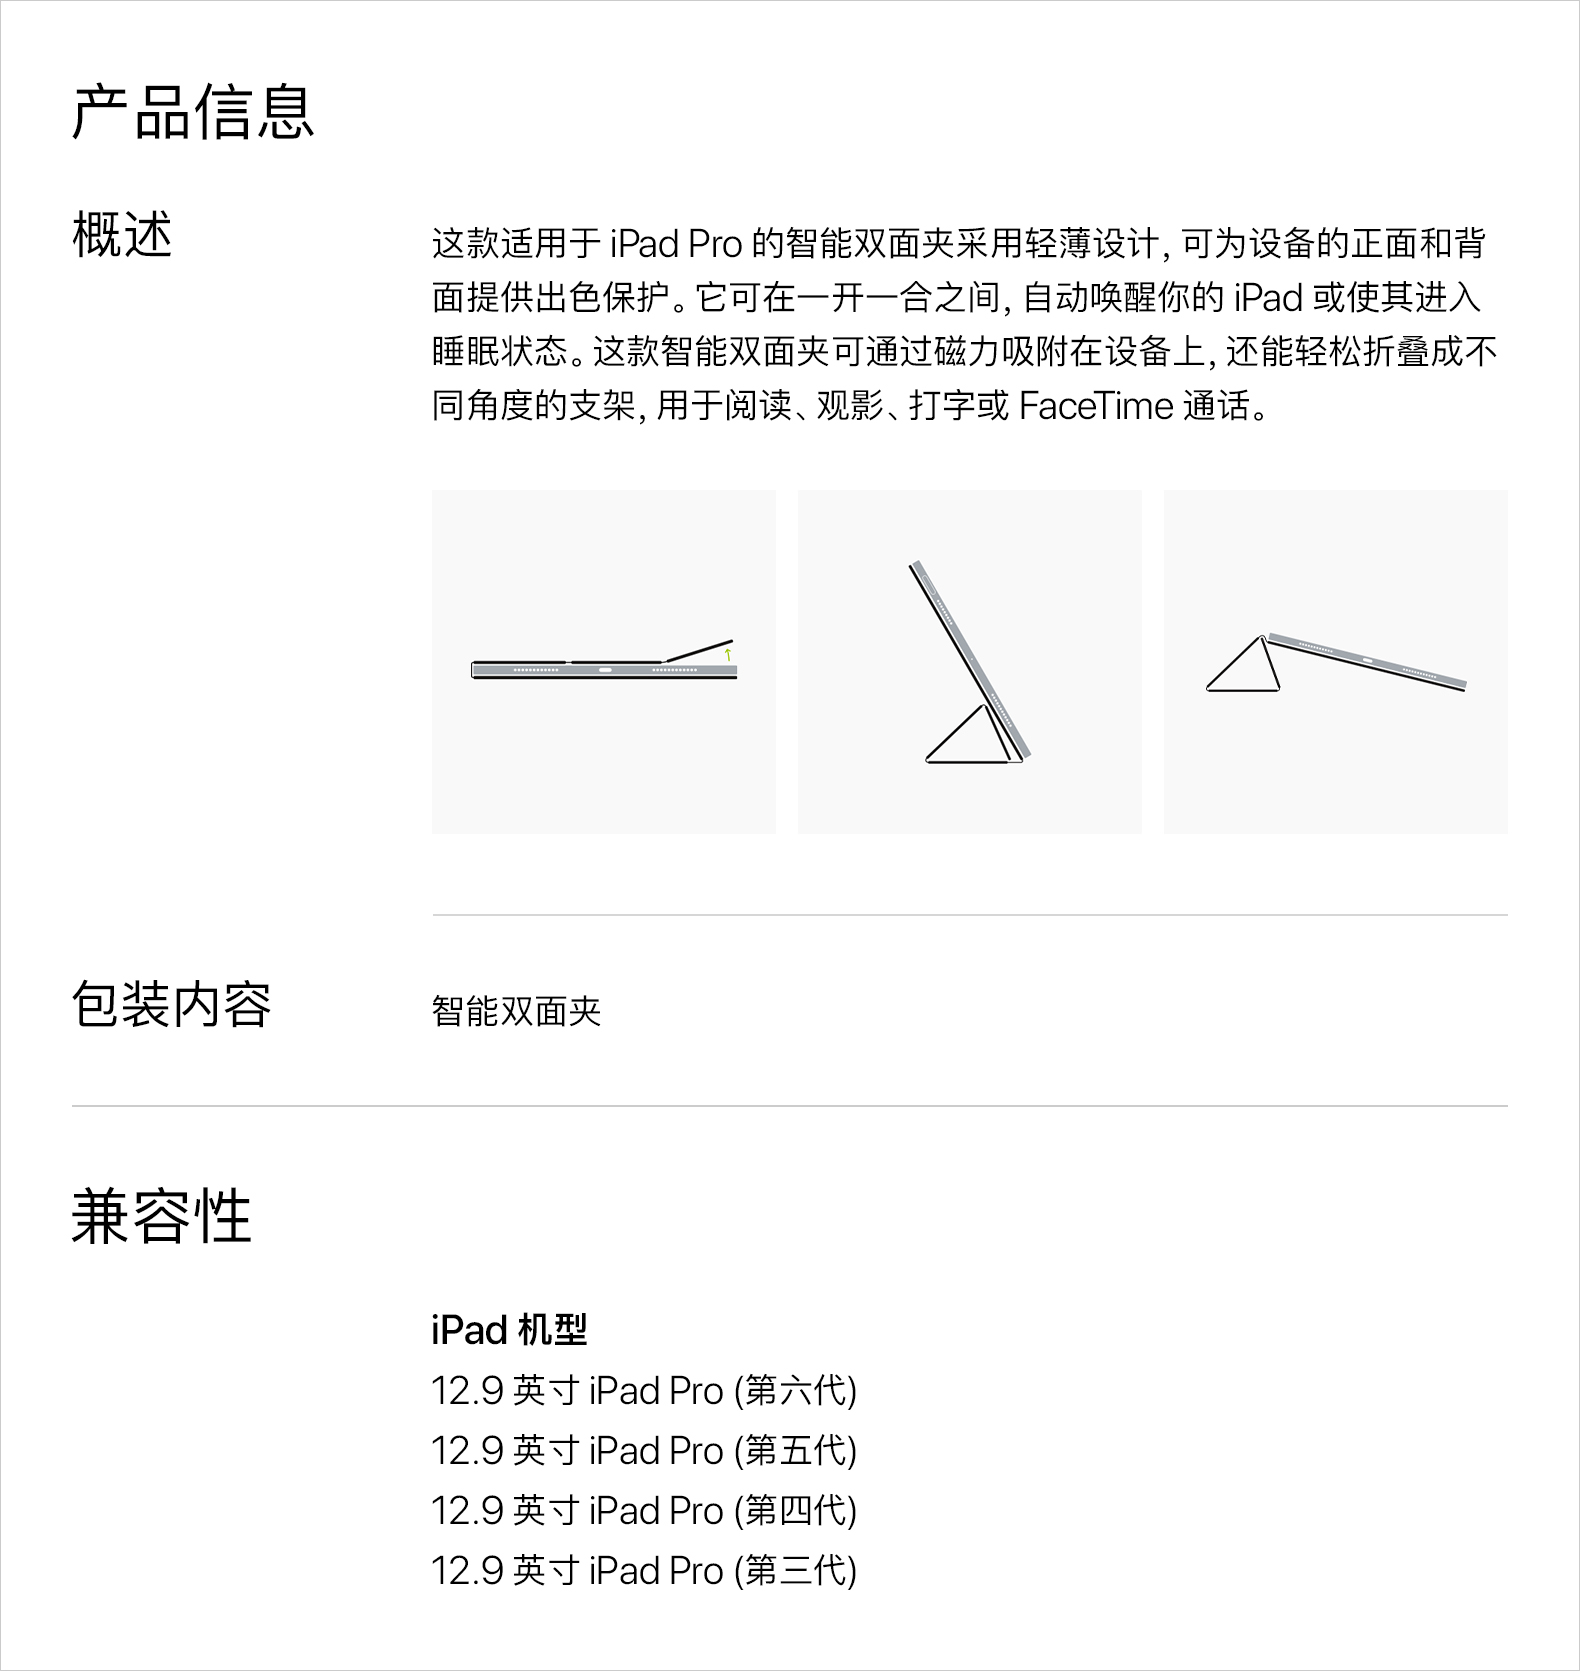 产品信息
概述
这款适用于 iPad Pro 的智能双面夹采用轻薄设计，可为设备的正面和背
面提供出色保护。它可在一开一合之间，自动唤醒你的 iPad 或使其进入
睡眠状态。这款智能双面夹可通过磁力吸附在设备上，还能轻松折叠成不
同角度的支架，用于阅读、观影、打字或 FaceTime 通话。
包装内容
智能双面夹
兼容性
iPad 机型
12.9 英寸 iPad Pro (第六代)
12.9 英寸 iPad Pro (第五代)
12.9 英寸 iPad Pro (第四代)
12.9 英寸 iPad Pro (第三代)